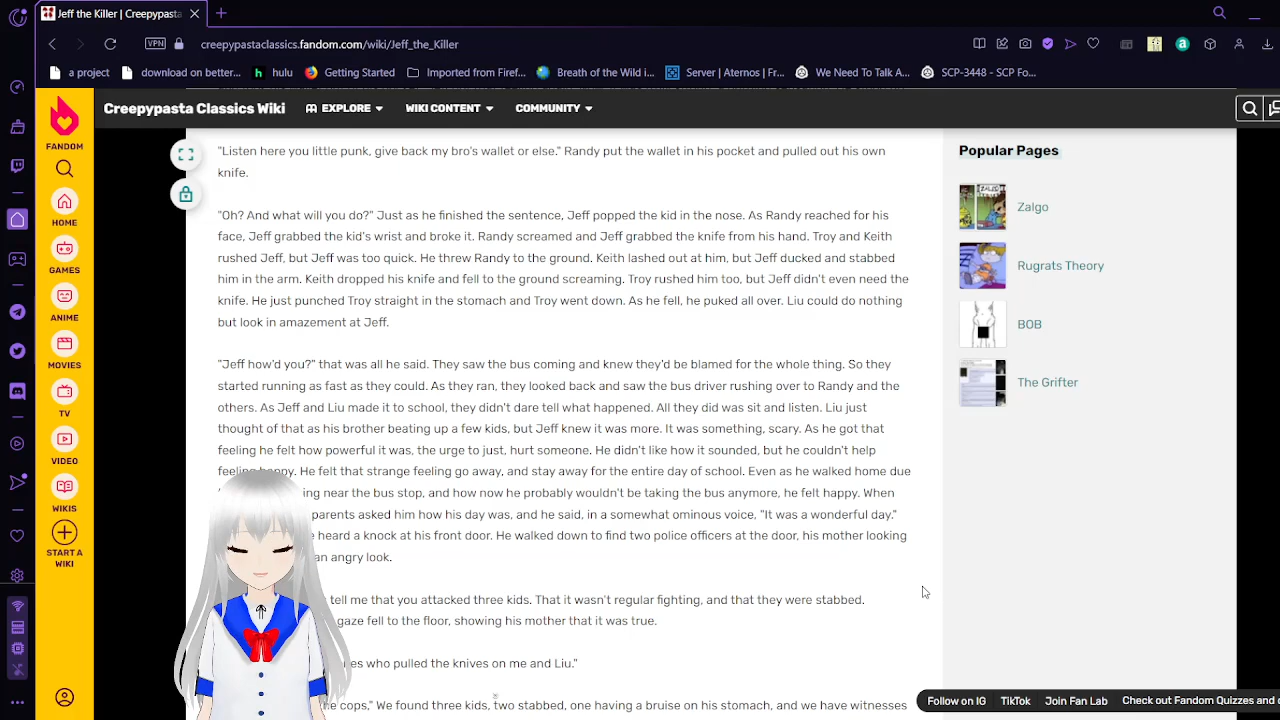 Jeff the Killer | Creepypasta
VPN
creepypastaclassics.fandom.com/wiki/Jeff_the_Killer
a project
download on better...
hulu
Getting Started
Imported from Firef...
Breath of the Wild i...
Server | Aternos | Fr...
We Need To Talk A...
SCP-3448 - SCP Fo...
Creepypasta Classics Wiki
EXPLORE
WIKI CONTENT
COMMUNITY
FANDOM
HOME
GAMES
ANIME
MOVIES
TV
VIDEO
WIKIS
START A
WIKI
"Listen here you little punk, give back my bro's wallet or else." Randy put the wallet in his pocket and pulled out his own
knife.
"Oh? And what will you do?" Just as he finished the sentence, Jeff popped the kid in the nose. As Randy reached for his
face, Jeff grabbed the kid's wrist and broke it. Randy screamed and Jeff grabbed the knife from his hand. Troy and Keith
rushed Jeff, but Jeff was too quick. He threw Randy to the ground. Keith lashed out at him, but Jeff ducked and stabbed
him in the arm. Keith dropped his knife and fell to the ground screaming. Troy rushed him too, but Jeff didn't even need the
knife. He just punched Troy straight in the stomach and Troy went down. As he fell, he puked all over. Liu could do nothing
but look in amazement at Jeff.
"Jeff how'd you?" that was all he said. They saw the bus coming and knew they'd be blamed for the whole thing. So they
started running as fast as they could. As they ran, they looked back and saw the bus driver rushing over to Randy and the
others. As Jeff and Liu made it to school, they didn't dare tell what happened. All they did was sit and listen. Liu just
thought of that as his brother beating up a few kids, but Jeff knew it was more. It was something, scary. As he got that
feeling he felt how powerful it was, the urge to just, hurt someone. He didn't like how it sounded, but he couldn't help
feeling happy. He felt that strange feeling go away, and stay away for the entire day of school. Even as he walked home due
ing near the bus stop, and how now he probably wouldn't be taking the bus anymore, he felt happy. When
parents asked him how his day was, and he said, in a somewhat ominous voice, "It was a wonderful day."
heard a knock at his front door. He walked down to find two police officers at the door, his mother looking
an angry look.
tell me that you attacked three kids. That it wasn't regular fighting, and that they were stabbed.
gaze fell to the floor, showing his mother that it was true.
es who pulled the knives on me and Liu."
cops," We found three kids, two stabbed, one having a bruise on his stomach, and we have witnesses
Popular Pages
Zalgo
Rugrats Theory
BOB
The Grifter
Follow on IG
TikTok
Join Fan Lab
Check out Fandom Quizzes and